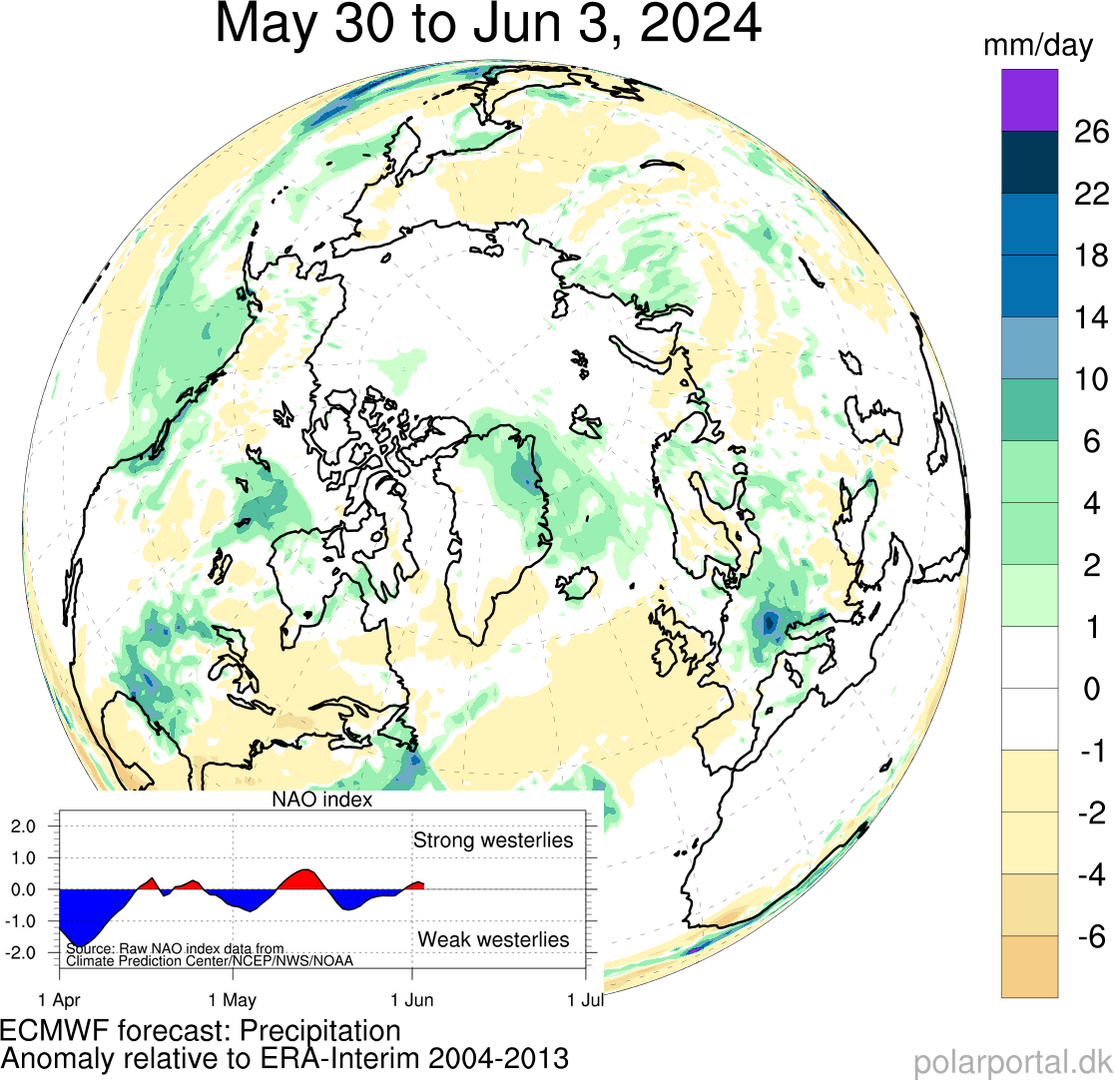 May 30 to Jun 3, 2024
mm/day
26
22
18
14
10
6
4
2
1
0
-1
-2
-4
-6
NAO index
2.0
1.0
0.0
-1.0
-2.0
Strong westerlies
Weak westerlies
Source: Raw NAO index data from
Climate Prediction Center/NCEP/NWS/NOAA
1 Apr
1 May
1 Jun
1 Jul
ECMWF forecast: Precipitation
Anomaly relative to ERA-Interim 2004-2013
polarportal.dk